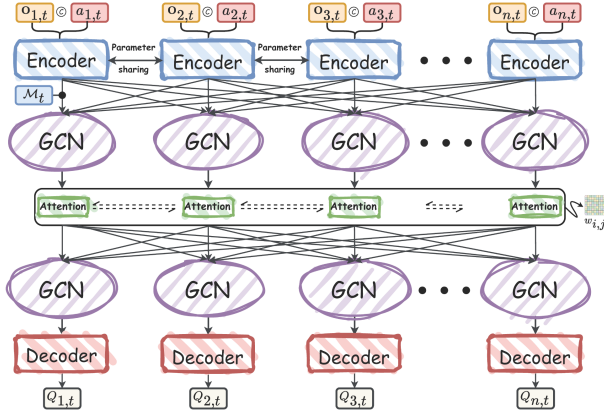 o1,t © a1,t o2,t © a2,t o3,t © a3,t on,t © an,t
Encoder Parameter sharing Encoder Parameter sharing Encoder • • • Encoder
Mt
GCN GCN GCN • • • GCN
Attention Attention Attention Attention
wi,j
GCN GCN GCN • • • GCN
Decoder Decoder Decoder Decoder
Q1,t Q2,t Q3,t Qn,t